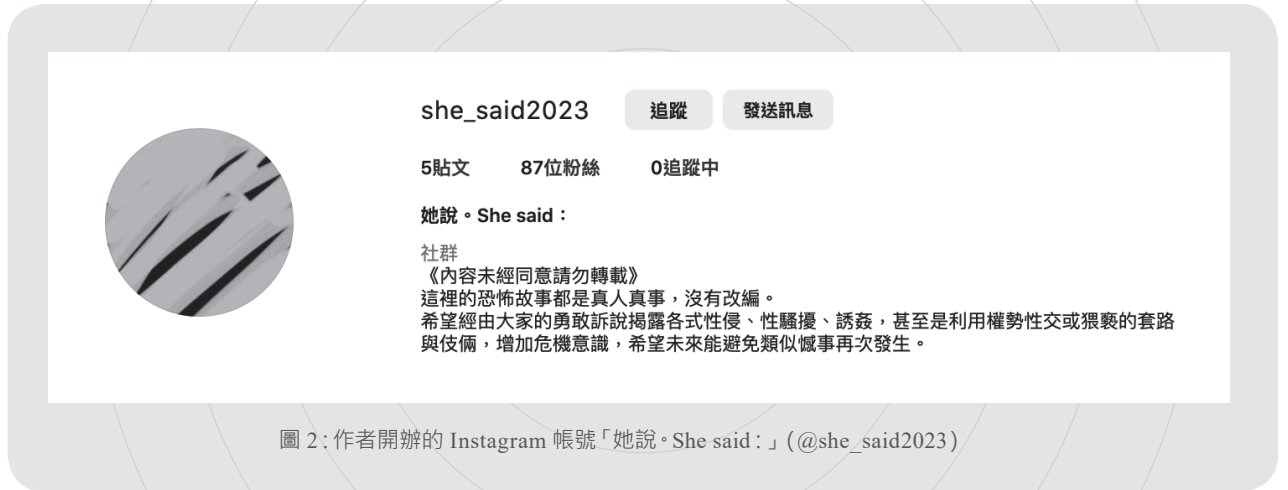 she_said2023 追蹤 發送訊息
5貼文 87位粉絲 0追蹤中
她說。She said：
社群
《內容未經同意請勿轉載》
這裡的恐怖故事都是真人真事，沒有改編。
希望經由大家的勇敢訴說揭露各式性侵、性騷擾、誘姦，甚至是利用權勢性交或猥褻的套路
與伎倆，增加危機意識，希望未來能避免類似憾事再次發生。
圖 2：作者開辦的 Instagram 帳號「她說。She said：」(@she_said2023)